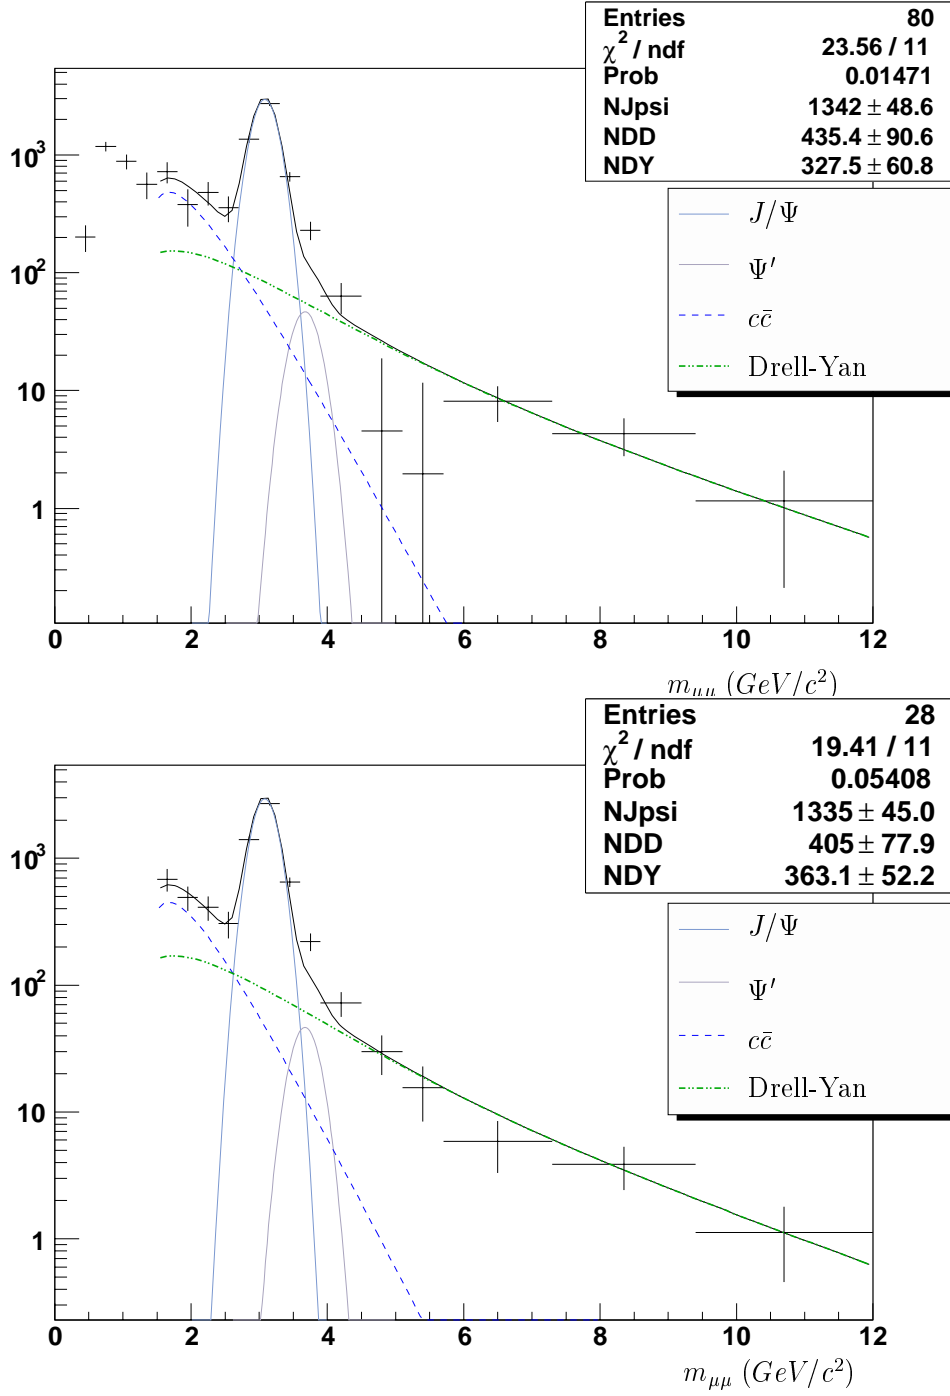 Entries 80
χ² / ndf 23.56 / 11
Prob 0.01471
NJpsi 1342 ± 48.6
NDD 435.4 ± 90.6
NDY 327.5 ± 60.8
J/Ψ
Ψ′
cc̄
Drell-Yan
10³
10²
10
1
0 2 4 6 8 10 12
m_μμ (GeV/c²)
Entries 28
χ² / ndf 19.41 / 11
Prob 0.05408
NJpsi 1335 ± 45.0
NDD 405 ± 77.9
NDY 363.1 ± 52.2
J/Ψ
Ψ′
cc̄
Drell-Yan
10³
10²
10
1
0 2 4 6 8 10 12
m_μμ (GeV/c²)